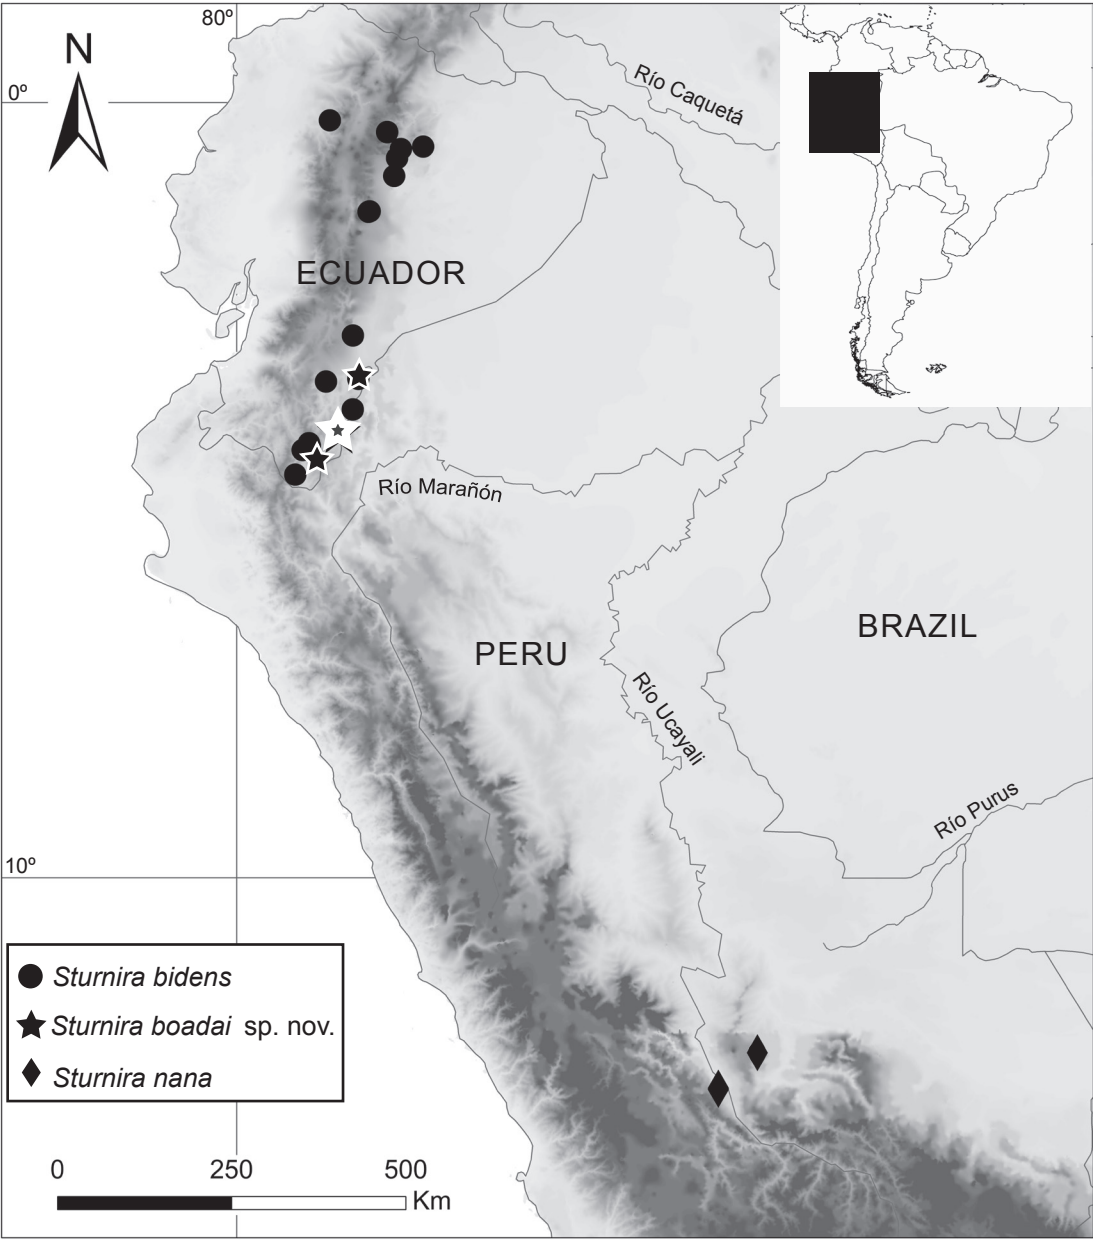 80º
N
0º
Río Caquetá
ECUADOR
Río Marañón
PERU
BRAZIL
Río Ucayali
Río Purus
10º
Sturnira bidens
Sturnira boadai sp. nov.
Sturnira nana
0 250 500
Km